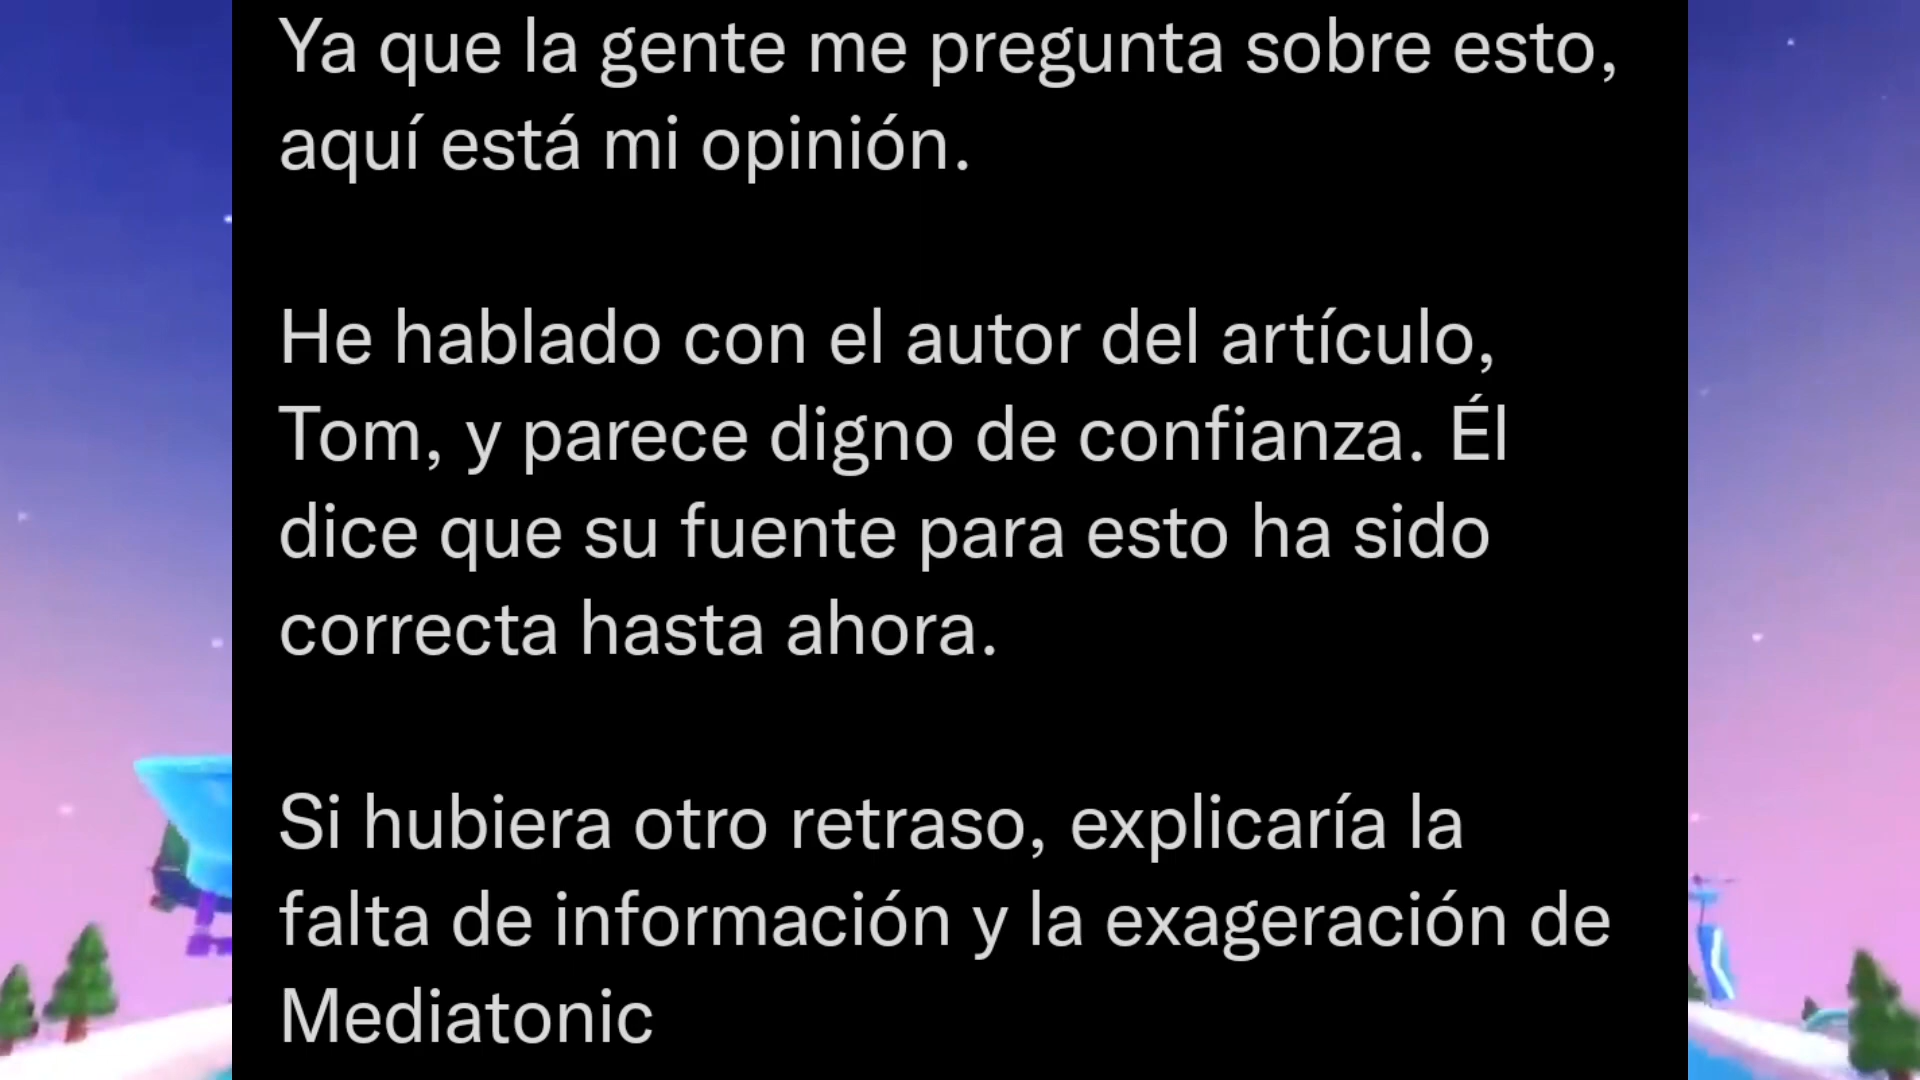 Ya que la gente me pregunta sobre esto,
aquí está mi opinión.
He hablado con el autor del artículo,
Tom, y parece digno de confianza. Él
dice que su fuente para esto ha sido
correcta hasta ahora.
Si hubiera otro retraso, explicaría la
falta de información y la exageración de
Mediatonic